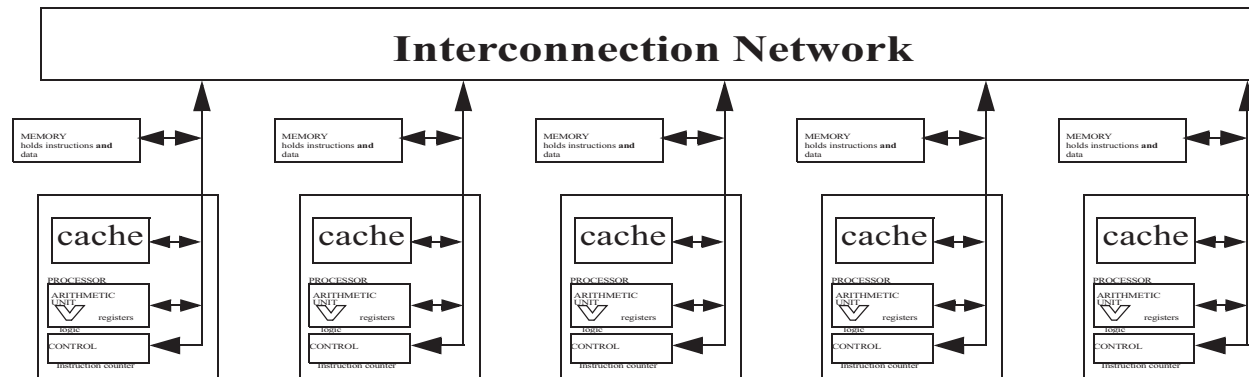 Interconnection Network
MEMORY
holds instructions and
data
MEMORY
holds instructions and
data
MEMORY
holds instructions and
data
MEMORY
holds instructions and
data
MEMORY
holds instructions and
data
cache
cache
cache
cache
cache
PROCESSOR
ARITHMETIC
UNIT
registers
logic
CONTROL
Instruction counter
PROCESSOR
ARITHMETIC
UNIT
registers
logic
CONTROL
Instruction counter
PROCESSOR
ARITHMETIC
UNIT
registers
logic
CONTROL
Instruction counter
PROCESSOR
ARITHMETIC
UNIT
registers
logic
CONTROL
Instruction counter
PROCESSOR
ARITHMETIC
UNIT
registers
logic
CONTROL
Instruction counter